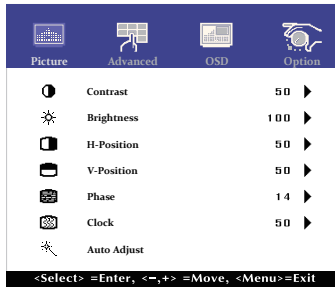 Picture Advanced OSD Option
Contrast 50
Brightness 100
H-Position 50
V-Position 50
Phase 14
Clock 50
Auto Adjust
<Select> =Enter, <-,+> =Move, <Menu>=Exit